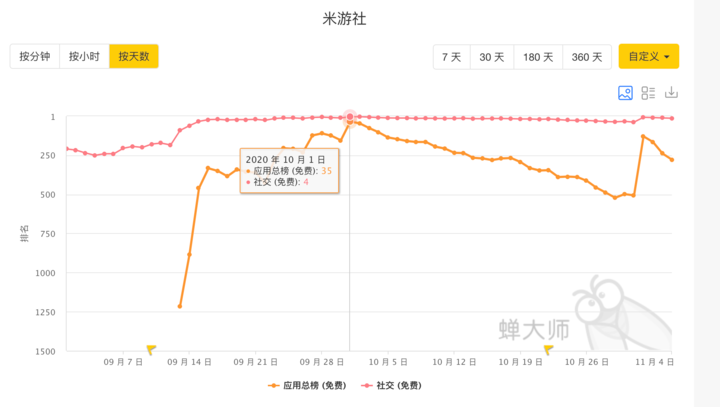 米游社
按分钟 按小时 按天数 7 天 30 天 180 天 360 天 自定义
1
250
500
750
1000
1250
1500
排名
2020 年 10 月 1 日
应用总榜 (免费): 35
社交 (免费): 4
蝉大师
09 月 7 日 09 月 14 日 09 月 21 日 09 月 28 日 10 月 5 日 10 月 12 日 10 月 19 日 10 月 26 日 11 月 4 日
应用总榜 (免费) 社交 (免费)